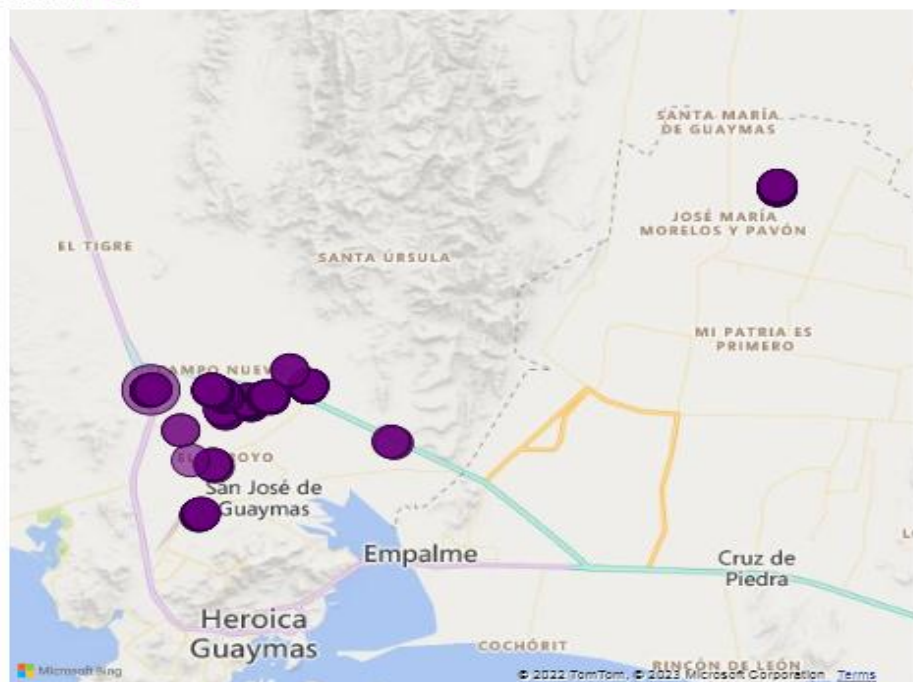 SANTA MARÍA
DE GUAYMAS
JOSÉ MARÍA
MORELOS Y PAVÓN
EL TIGRE
SANTA ÚRSULA
MI PATRIA ES
PRIMERO
San José de
Guaymas
Empalme
Cruz de
Piedra
Heroica
Guaymas
COCHÓRIT
RINCÓN DE LEÓN
Microsoft Bing
© 2022 TomTom, © 2023 Microsoft Corporation Terms